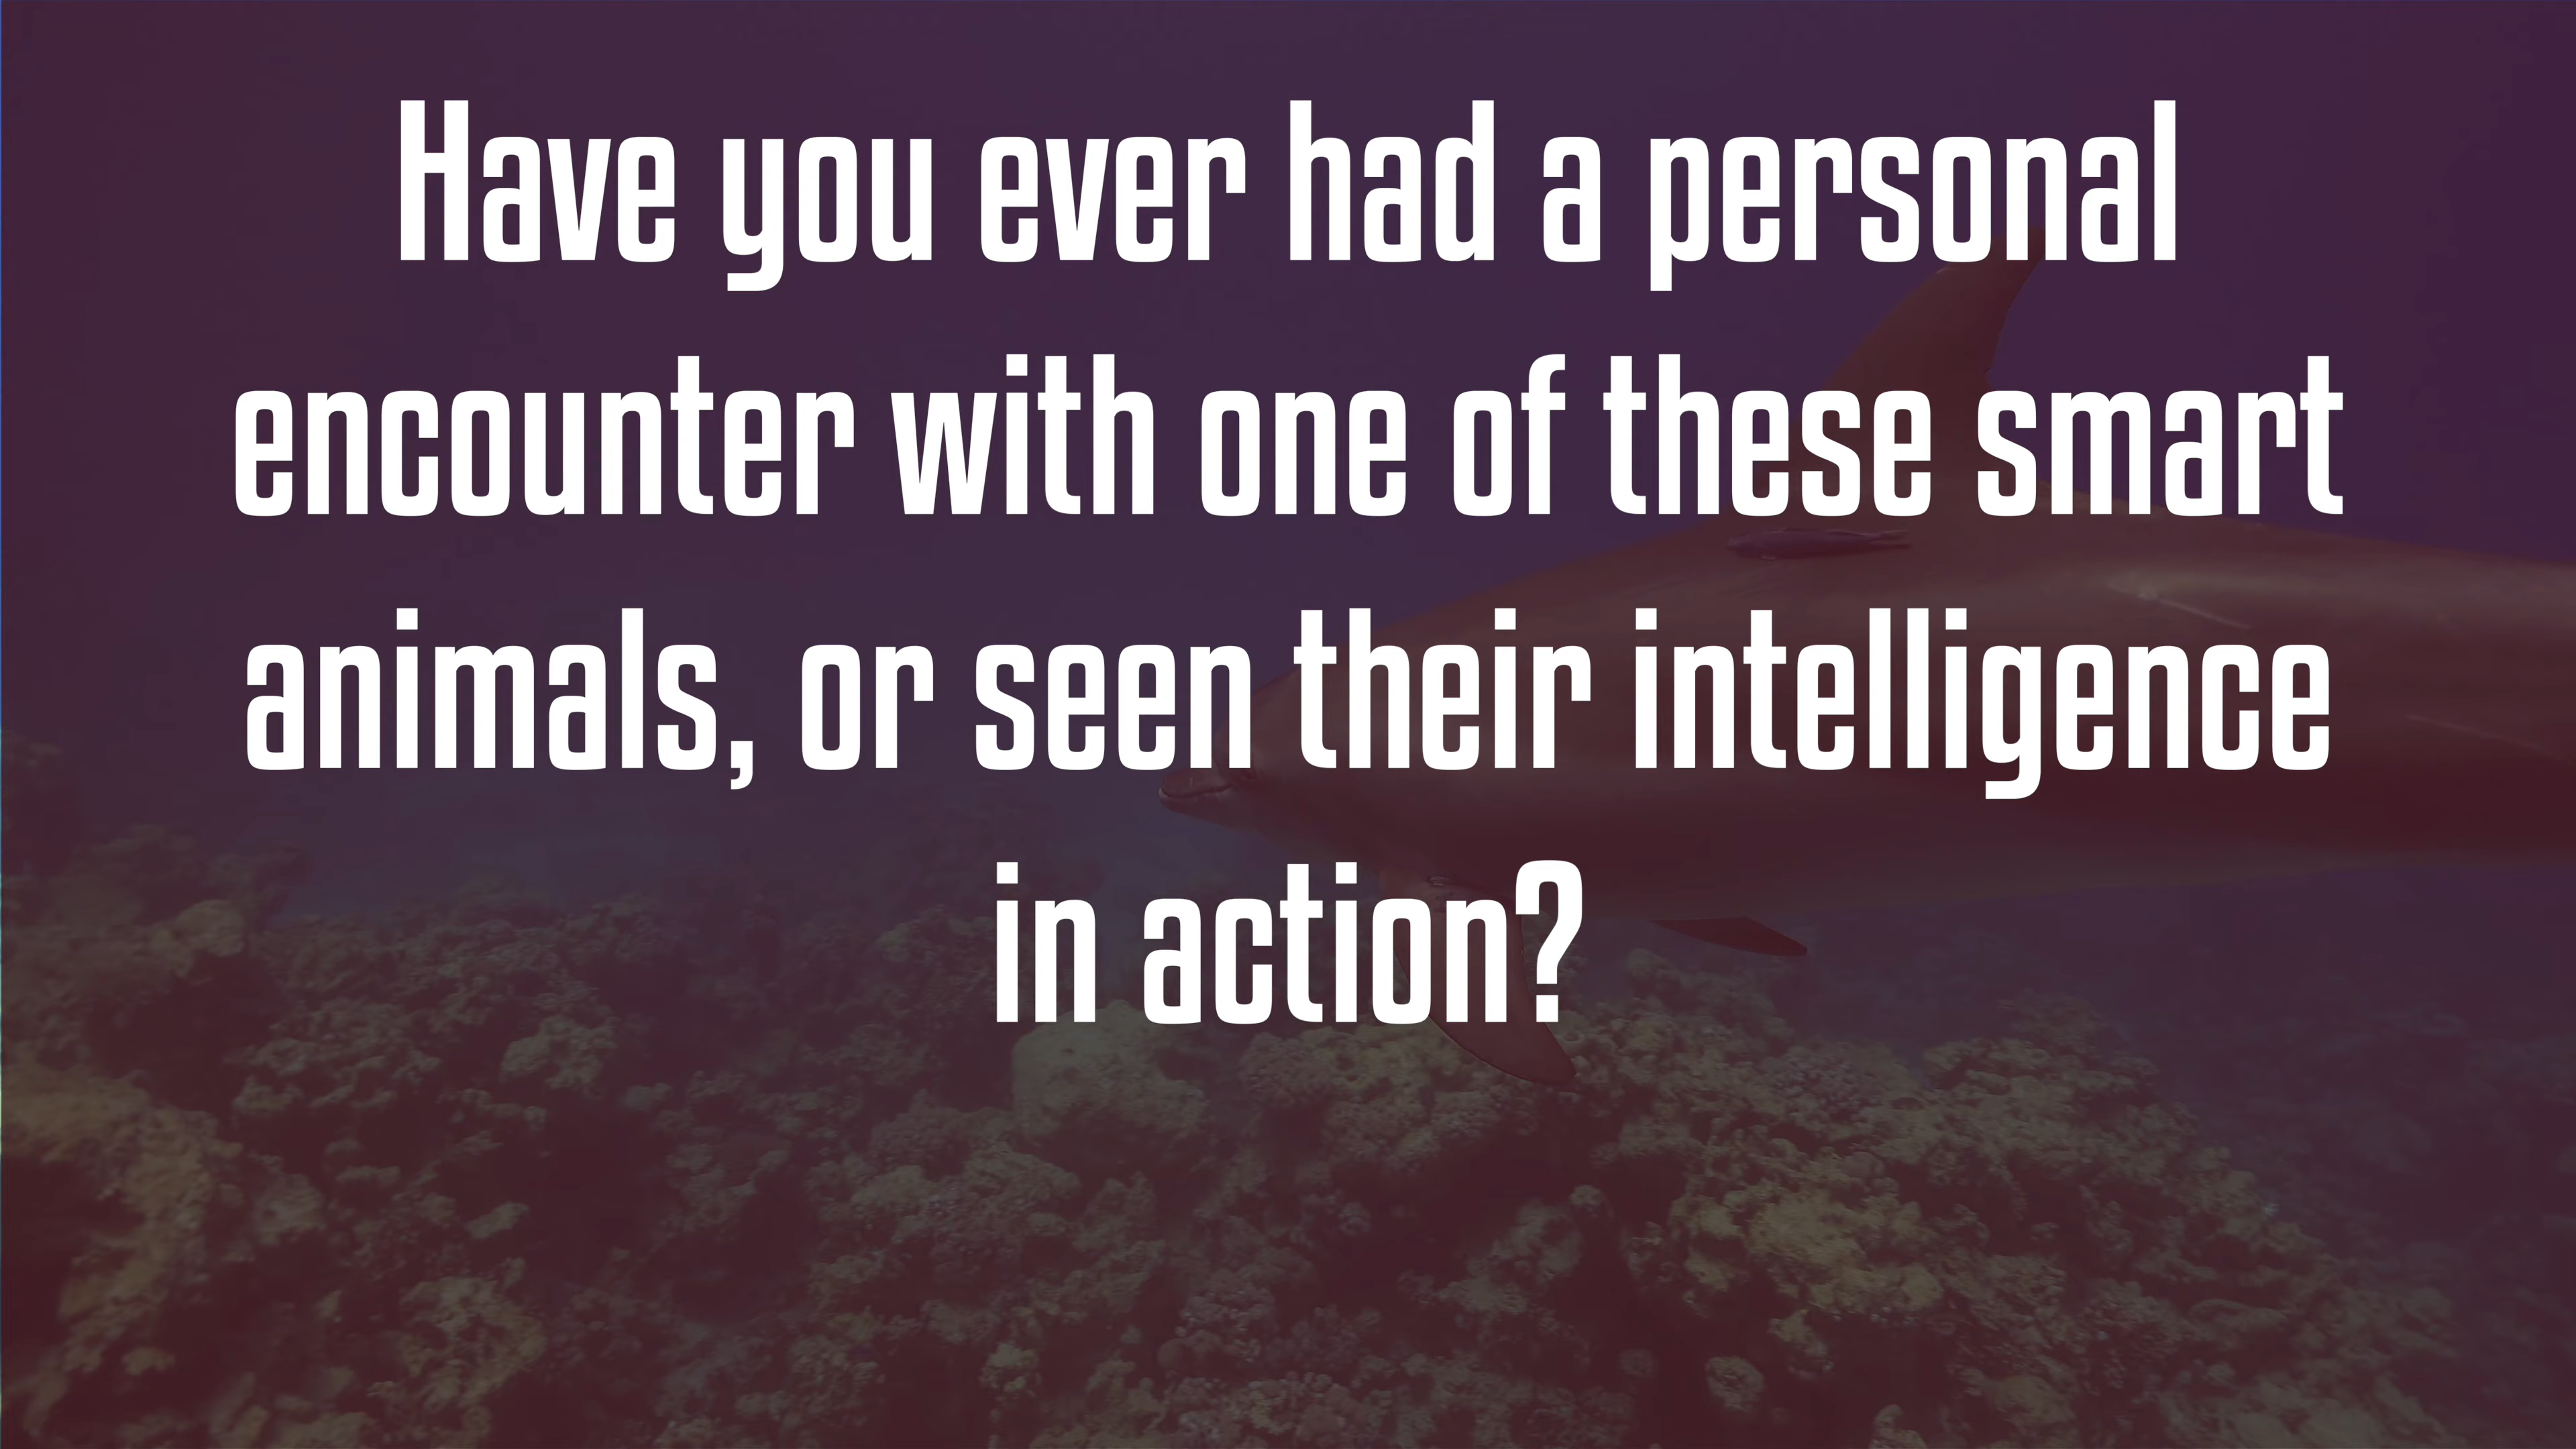 Have you ever had a personal
encounter with one of these smart
animals, or seen their intelligence
in action?